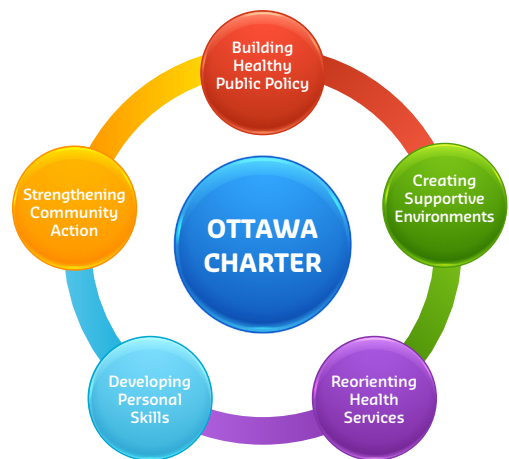 Building
Healthy
Public Policy
Creating
Supportive
Environments
Reorienting
Health
Services
Developing
Personal
Skills
Strengthening
Community
Action
OTTAWA
CHARTER